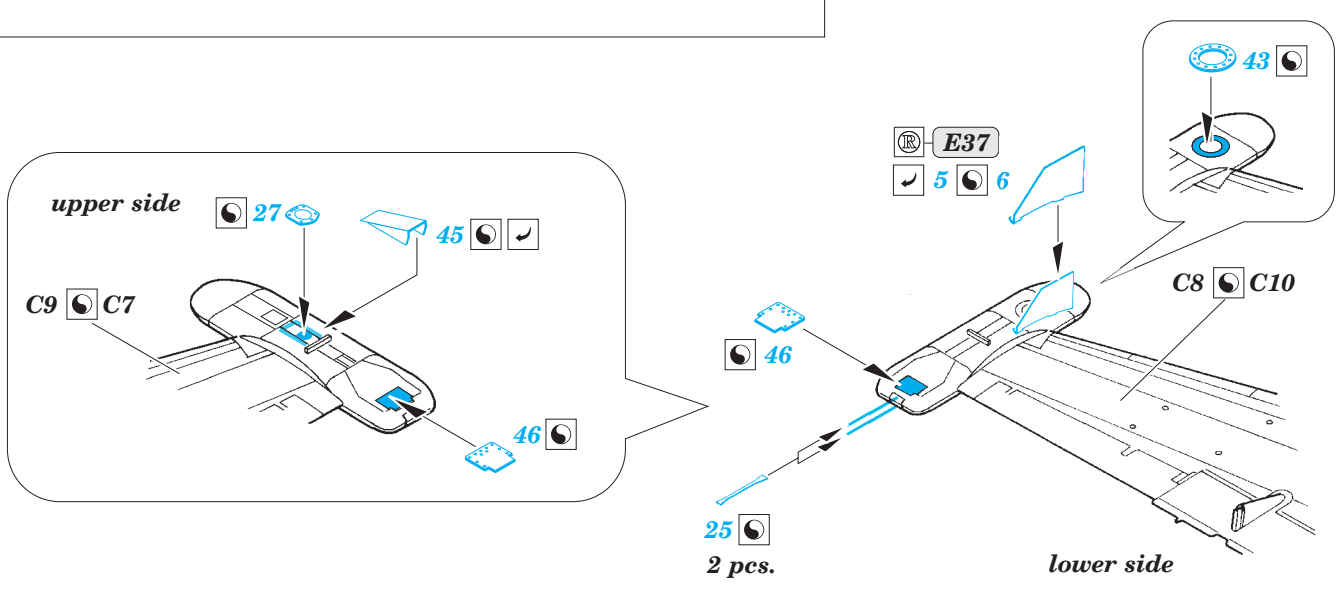 upper side
27
45
C9 C7
46
43
® E37
5 6
C8 C10
46
25
2 pcs.
lower side